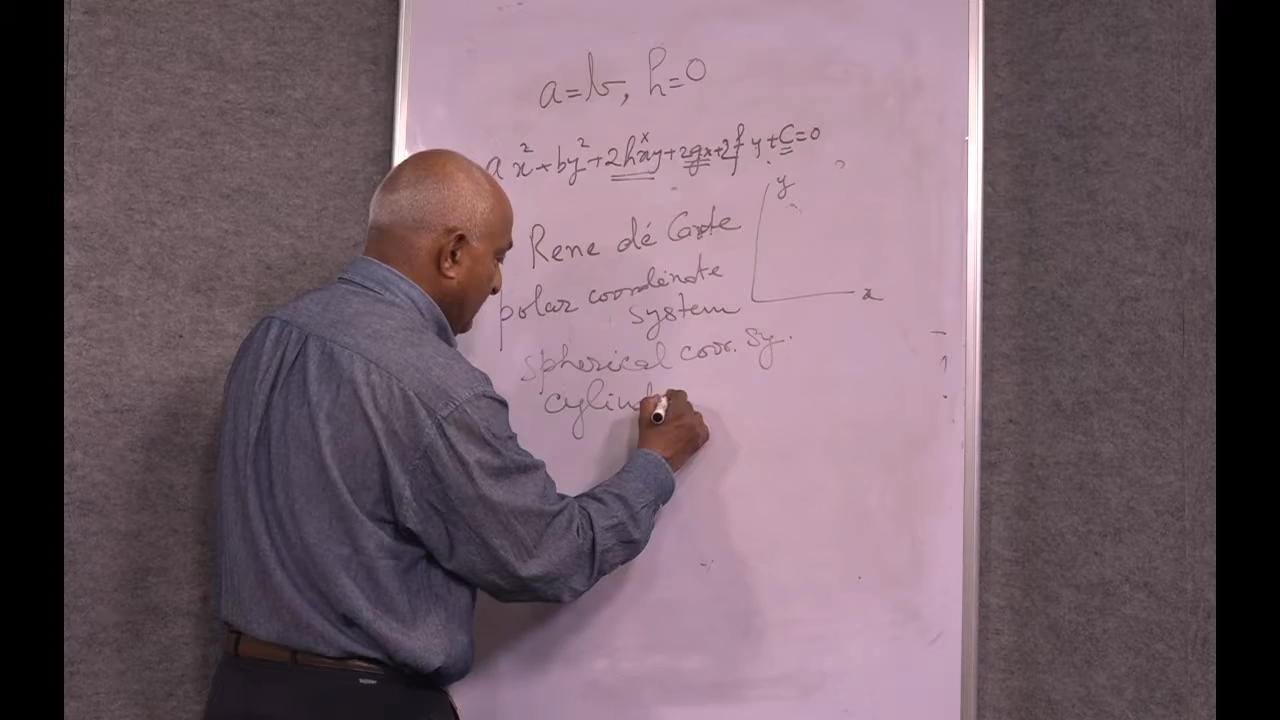 a=b, h=0
ax²+by²+2hxy+2gx+2fy+C=0
y
Rene dé Carte
x
polar coordinate
system
spherical coor. sy.
cylind